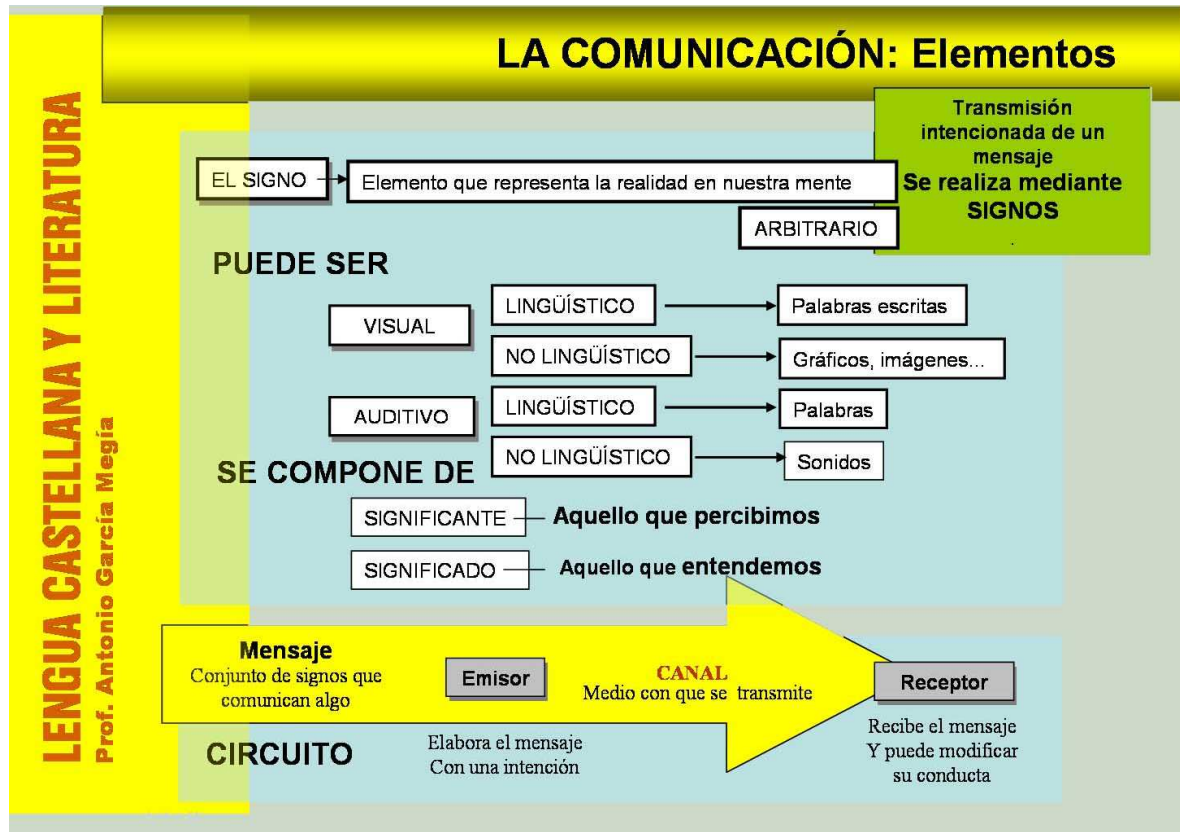 LA COMUNICACIÓN: Elementos
LENGUA CASTELLANA Y LITERATURA
Prof. Antonio García Megía
Transmisión
intencionada de un
mensaje
Se realiza mediante
SIGNOS
.
EL SIGNO
Elemento que representa la realidad en nuestra mente
ARBITRARIO
PUEDE SER
VISUAL
LINGÜÍSTICO
Palabras escritas
NO LINGÜÍSTICO
Gráficos, imágenes...
AUDITIVO
LINGÜÍSTICO
Palabras
NO LINGÜÍSTICO
Sonidos
SE COMPONE DE
SIGNIFICANTE
Aquello que percibimos
SIGNIFICADO
Aquello que entendemos
Mensaje
Conjunto de signos que
comunican algo
Emisor
CANAL
Medio con que se transmite
Receptor
CIRCUITO
Elabora el mensaje
Con una intención
Recibe el mensaje
Y puede modificar
su conducta